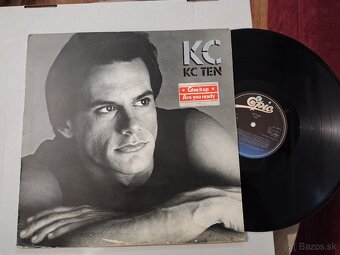 KC
KC TEN
Give it up
Are you ready
Epic
Bazos.sk